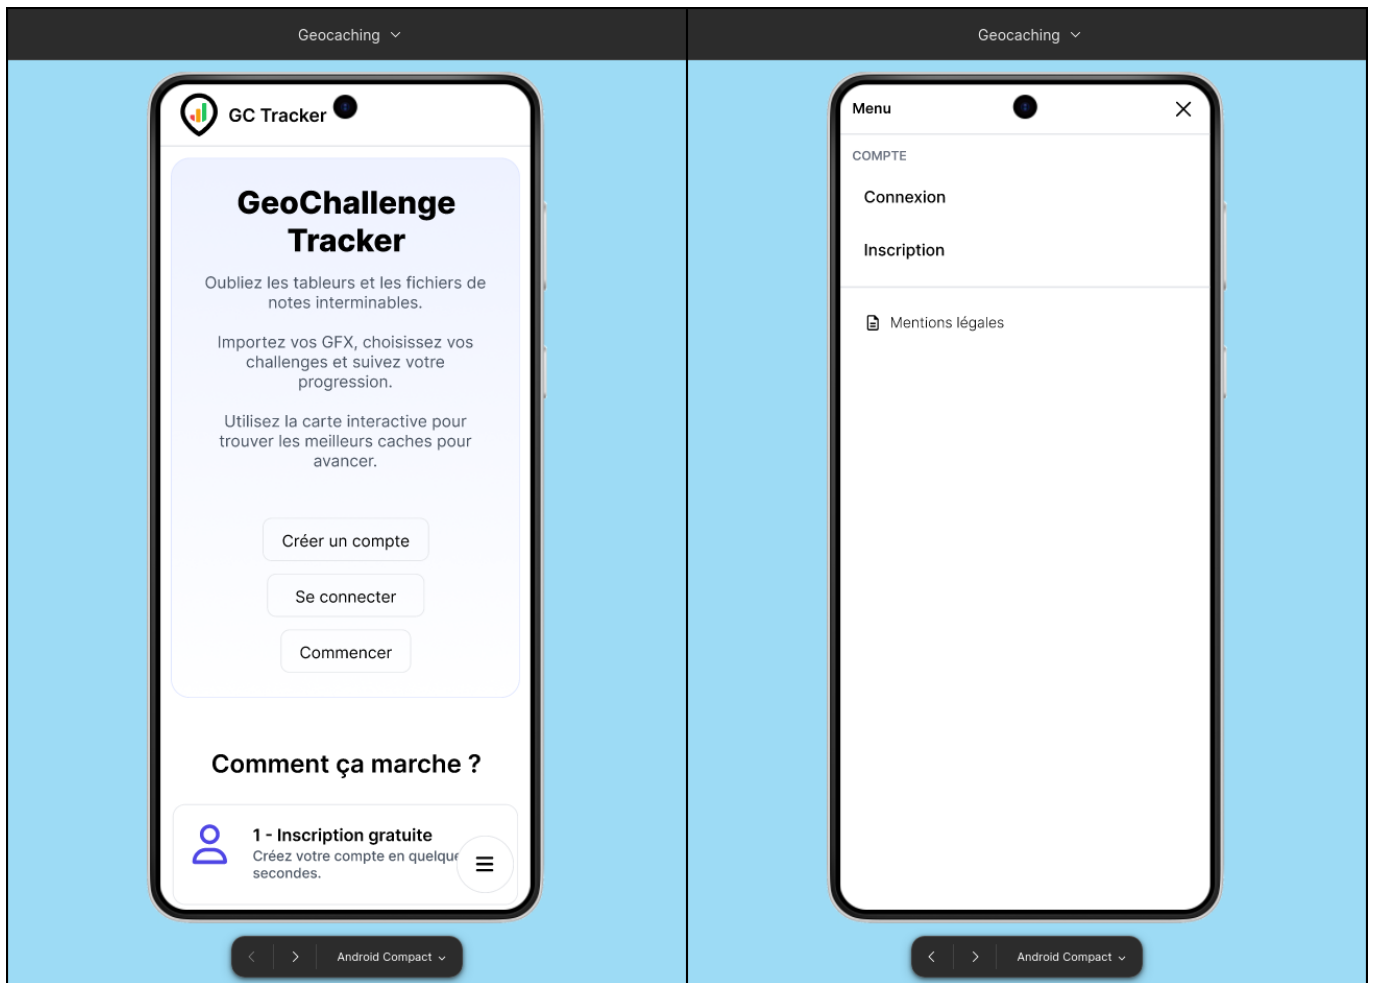 Geocaching
GC Tracker
GeoChallenge
Tracker
Oubliez les tableurs et les fichiers de
notes interminables.
Importez vos GFX, choisissez vos
challenges et suivez votre
progression.
Utilisez la carte interactive pour
trouver les meilleurs caches pour
avancer.
Créer un compte
Se connecter
Commencer
Comment ça marche ?
1 - Inscription gratuite
Créez votre compte en quelque
secondes.
Android Compact
Geocaching
Menu
COMPTE
Connexion
Inscription
Mentions légales
Android Compact